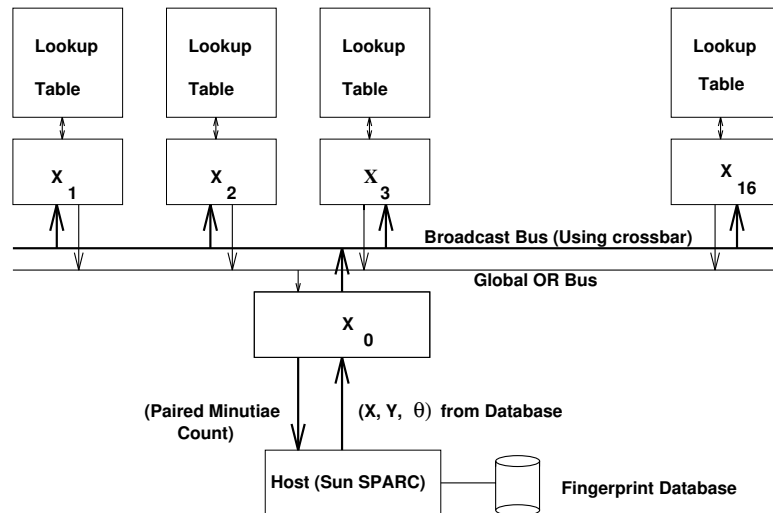 Lookup
Table
Lookup
Table
Lookup
Table
Lookup
Table
X 1
X 2
X 3
X 16
Broadcast Bus (Using crossbar)
Global OR Bus
X 0
(Paired Minutiae
Count)
(X, Y, θ) from Database
Host (Sun SPARC)
Fingerprint Database